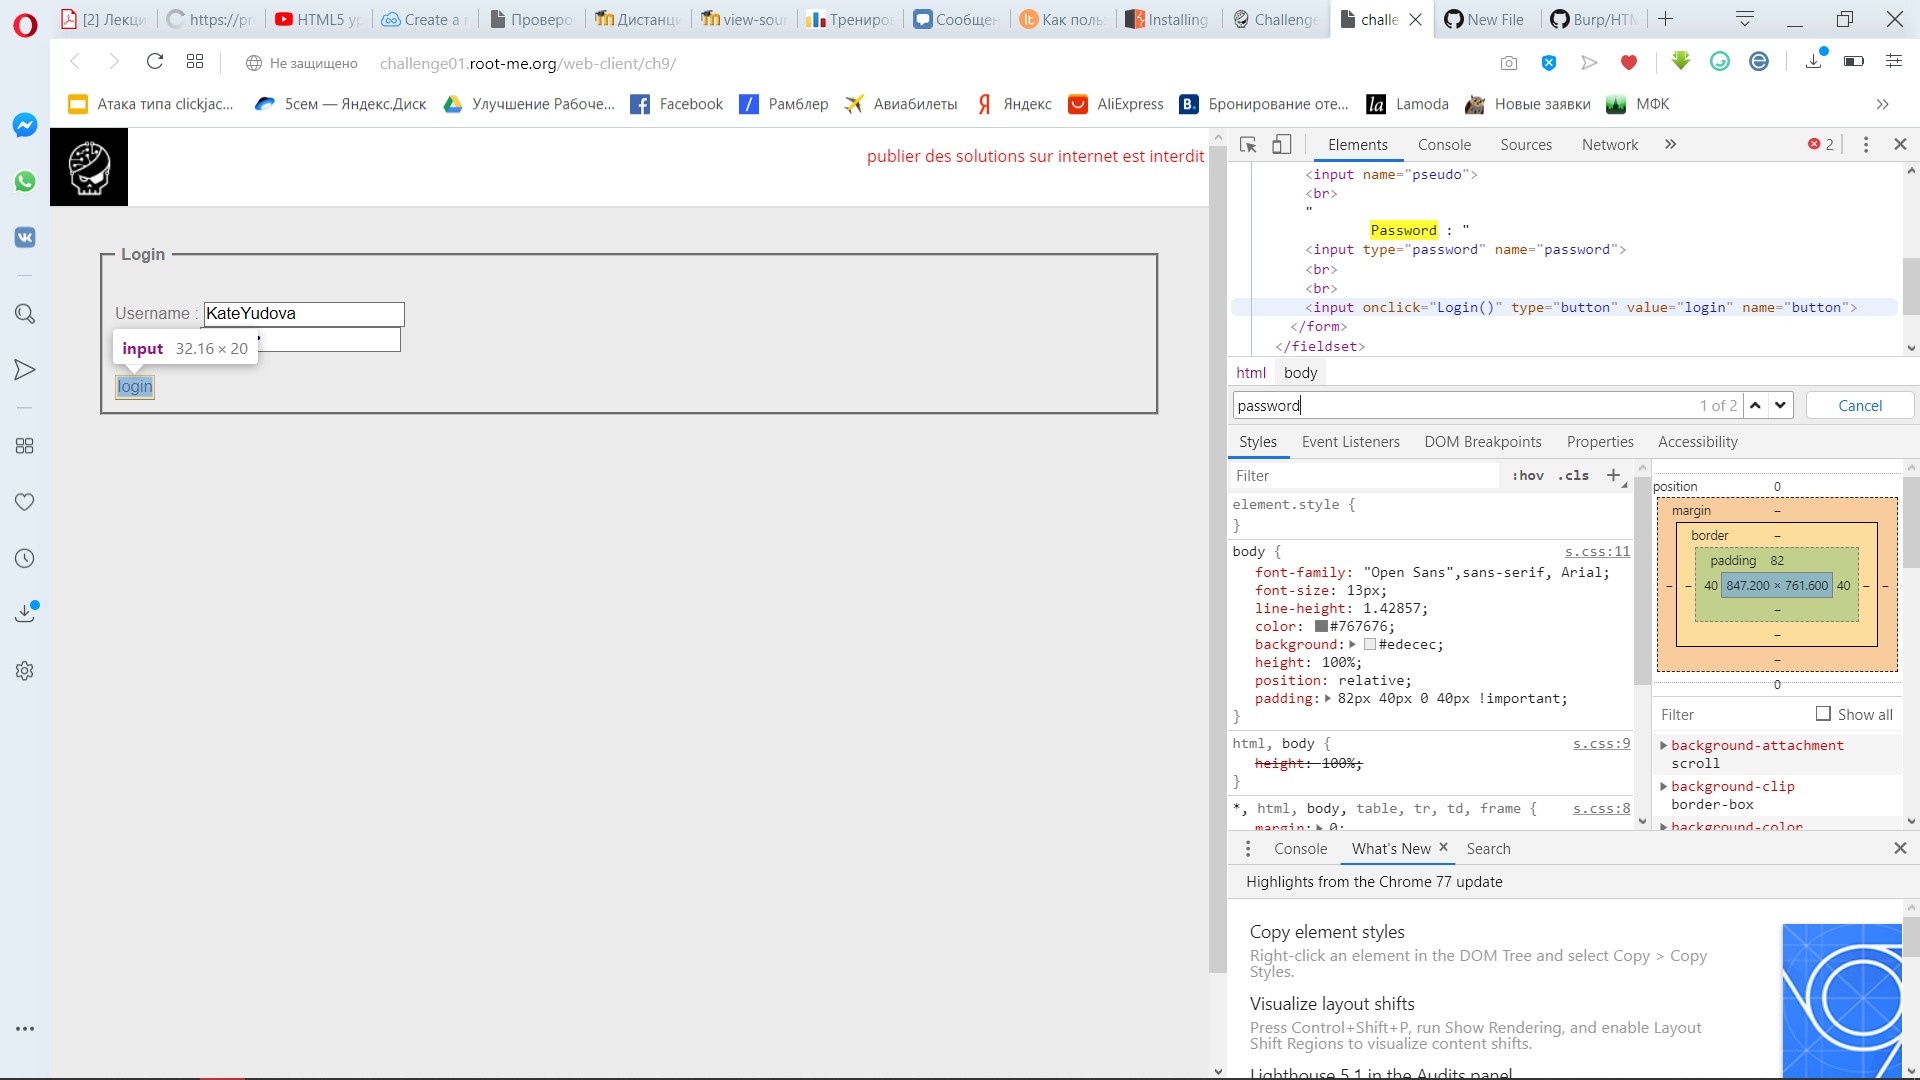 [2] Лекци
https://pr
HTML5 у
Create a r
Проверо
Дистанци
view-sour
Трениро
Сообщен
Как поль
Installing
Challenge
challe
New File
Burp/HTM
Не защищено
challenge01.root-me.org/web-client/ch9/
Атака типа clickjac...
5сем — Яндекс.Диск
Улучшение Рабоче...
Facebook
Рамблер
Авиабилеты
Яндекс
AliExpress
Бронирование оте...
Lamoda
Новые заявки
МФК
publier des solutions sur internet est interdit
Login
Username :
KateYudova
input 32.16 × 20
login
Elements
Console
Sources
Network
»
2
<input name="pseudo">
<br>
"
Password : "
<input type="password" name="password">
<br>
<br>
<input onclick="Login()" type="button" value="login" name="button">
</form>
</fieldset>
html
body
password
1 of 2
Cancel
Styles
Event Listeners
DOM Breakpoints
Properties
Accessibility
Filter
:hov
.cls
+
element.style {
}
body {
s.css:11
font-family: "Open Sans",sans-serif, Arial;
font-size: 13px;
line-height: 1.42857;
color: #767676;
background: #edecec;
height: 100%;
position: relative;
padding: 82px 40px 0 40px !important;
}
html, body {
s.css:9
height: 100%;
}
*, html, body, table, tr, td, frame {
s.css:8
margin: 0;
position 0
margin –
border –
padding 82
– – 40 847.200 × 761.600 40 – –
–
–
–
0
Filter
Show all
background-attachment
scroll
background-clip
border-box
background-color
Console
What's New
Search
Highlights from the Chrome 77 update
Copy element styles
Right-click an element in the DOM Tree and select Copy > Copy
Styles.
Visualize layout shifts
Press Control+Shift+P, run Show Rendering, and enable Layout
Shift Regions to visualize content shifts.
Lighthouse 5.1 in the Audits panel